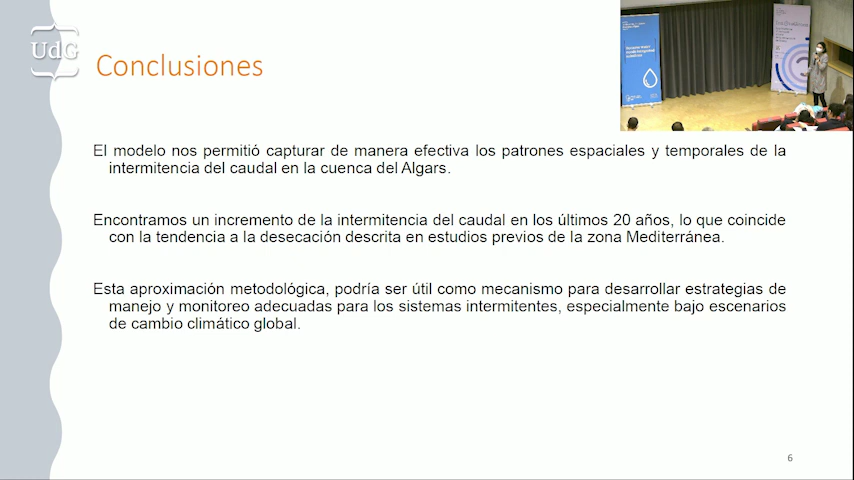 UdG
Conclusiones
El modelo nos permitió capturar de manera efectiva los patrones espaciales y temporales de la
intermitencia del caudal en la cuenca del Algars.
Encontramos un incremento de la intermitencia del caudal en los últimos 20 años, lo que coincide
con la tendencia a la desecación descrita en estudios previos de la zona Mediterránea.
Esta aproximación metodológica, podría ser útil como mecanismo para desarrollar estrategias de
manejo y monitoreo adecuadas para los sistemas intermitentes, especialmente bajo escenarios
de cambio climático global.
6